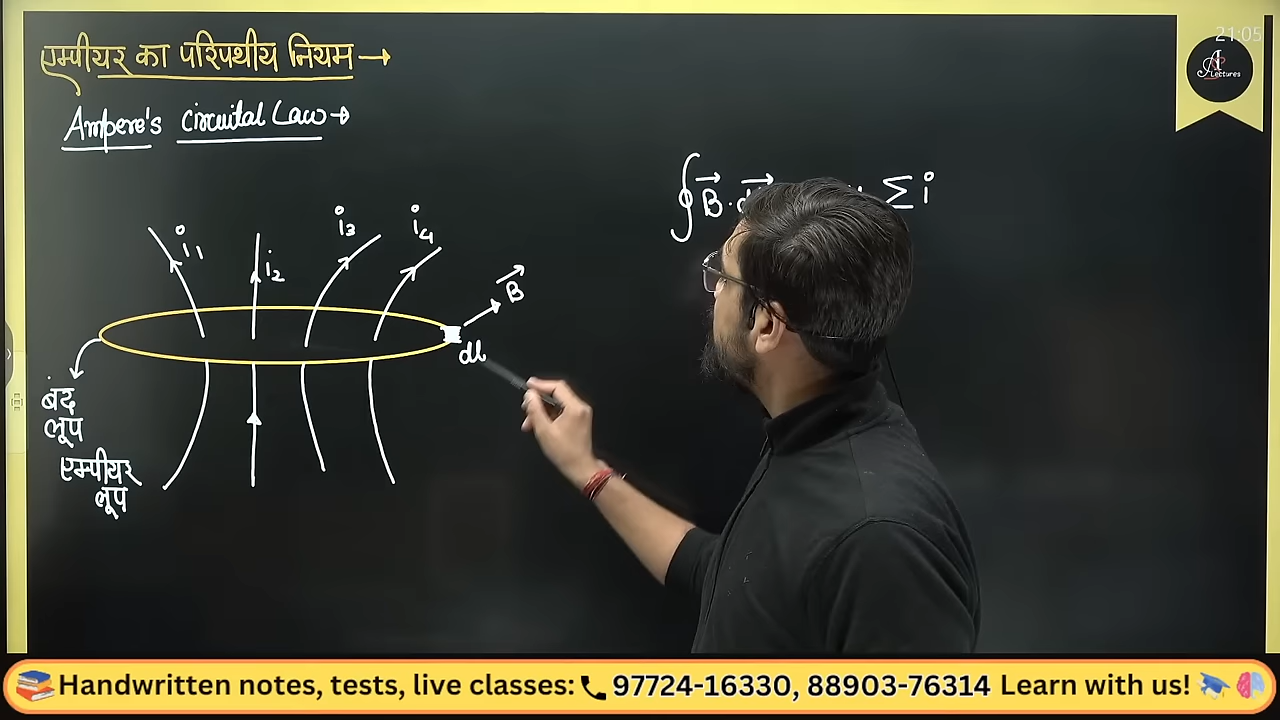 एम्पीयर का परिपथीय नियम →
Ampere's circuital Law →
21:05
A
Lectures
∮ B⃗ . Σ i
i₁
i₂
i₃
i₄
B⃗
dl
बंद
लूप
एम्पीयर
लूप
Handwritten notes, tests, live classes: 97724-16330, 88903-76314 Learn with us!